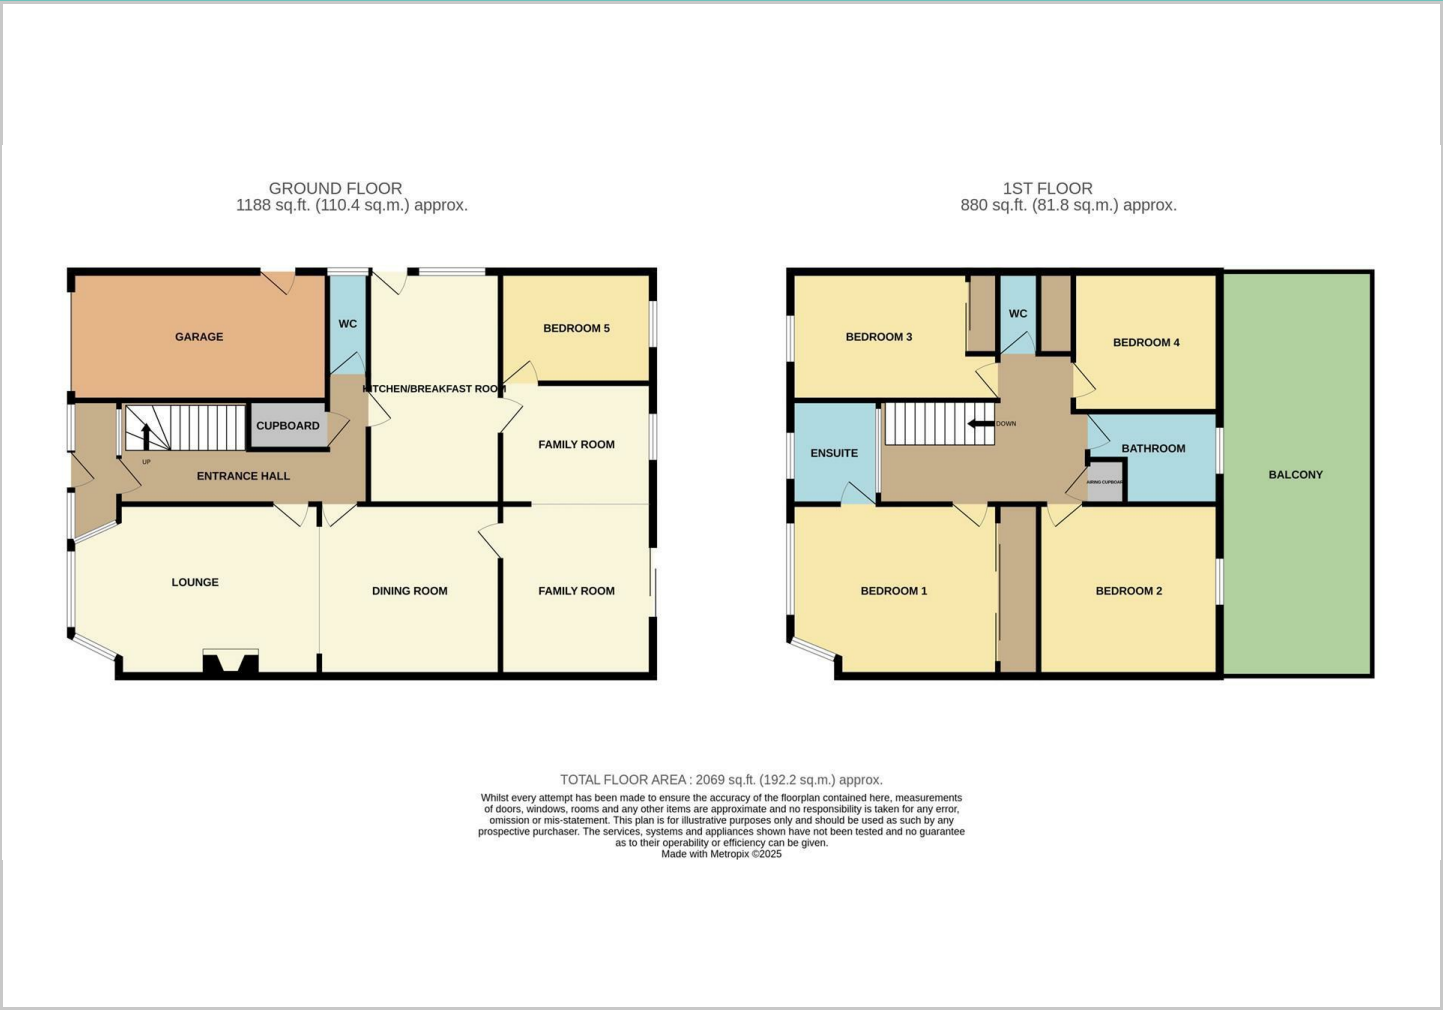 GROUND FLOOR
1188 sq.ft. (110.4 sq.m.) approx.
1ST FLOOR
880 sq.ft. (81.8 sq.m.) approx.
GARAGE
WC
KITCHEN/BREAKFAST ROOM
BEDROOM 5
CUPBOARD
FAMILY ROOM
UP
ENTRANCE HALL
LOUNGE
DINING ROOM
FAMILY ROOM
BEDROOM 3
WC
BEDROOM 4
DOWN
ENSUITE
BATHROOM
AIRING CUPBOARD
BALCONY
BEDROOM 1
BEDROOM 2
TOTAL FLOOR AREA : 2069 sq.ft. (192.2 sq.m.) approx.
Whilst every attempt has been made to ensure the accuracy of the floorplan contained here, measurements
of doors, windows, rooms and any other items are approximate and no responsibility is taken for any error,
omission or mis-statement. This plan is for illustrative purposes only and should be used as such by any
prospective purchaser. The services, systems and appliances shown have not been tested and no guarantee
as to their operability or efficiency can be given.
Made with Metropix ©2025